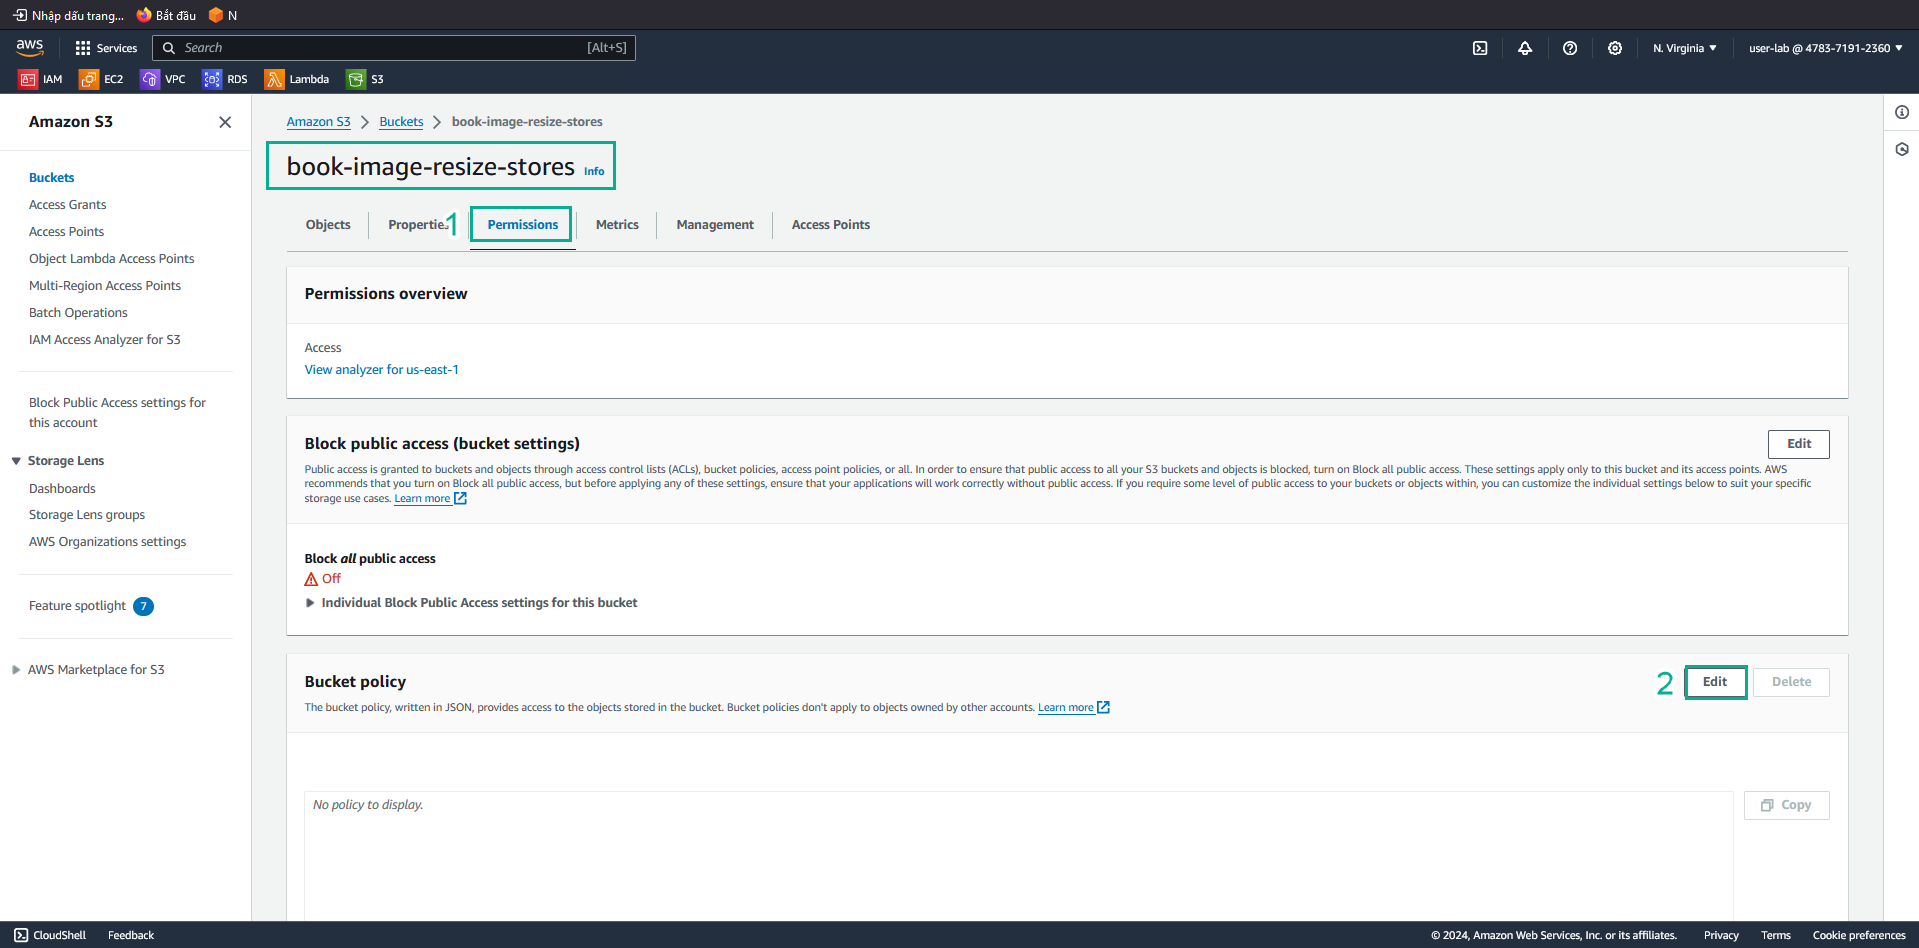 Nhập dấu trang... Bắt đầu N
aws Services Search [Alt+S] N. Virginia user-lab @ 4783-7191-2360
IAM EC2 VPC RDS Lambda S3
Amazon S3
Buckets
Access Grants
Access Points
Object Lambda Access Points
Multi-Region Access Points
Batch Operations
IAM Access Analyzer for S3
Block Public Access settings for
this account
Storage Lens
Dashboards
Storage Lens groups
AWS Organizations settings
Feature spotlight 7
AWS Marketplace for S3
Amazon S3 Buckets book-image-resize-stores
book-image-resize-stores Info
Objects Properties 1 Permissions Metrics Management Access Points
Permissions overview
Access
View analyzer for us-east-1
Block public access (bucket settings) Edit
Public access is granted to buckets and objects through access control lists (ACLs), bucket policies, access point policies, or all. In order to ensure that public access to all your S3 buckets and objects is blocked, turn on Block all public access. These settings apply only to this bucket and its access points. AWS
recommends that you turn on Block all public access, but before applying any of these settings, ensure that your applications will work correctly without public access. If you require some level of public access to your buckets or objects within, you can customize the individual settings below to suit your specific
storage use cases. Learn more
Block all public access
Off
Individual Block Public Access settings for this bucket
Bucket policy 2 Edit Delete
The bucket policy, written in JSON, provides access to the objects stored in the bucket. Bucket policies don't apply to objects owned by other accounts. Learn more
No policy to display. Copy
CloudShell Feedback © 2024, Amazon Web Services, Inc. or its affiliates. Privacy Terms Cookie preferences